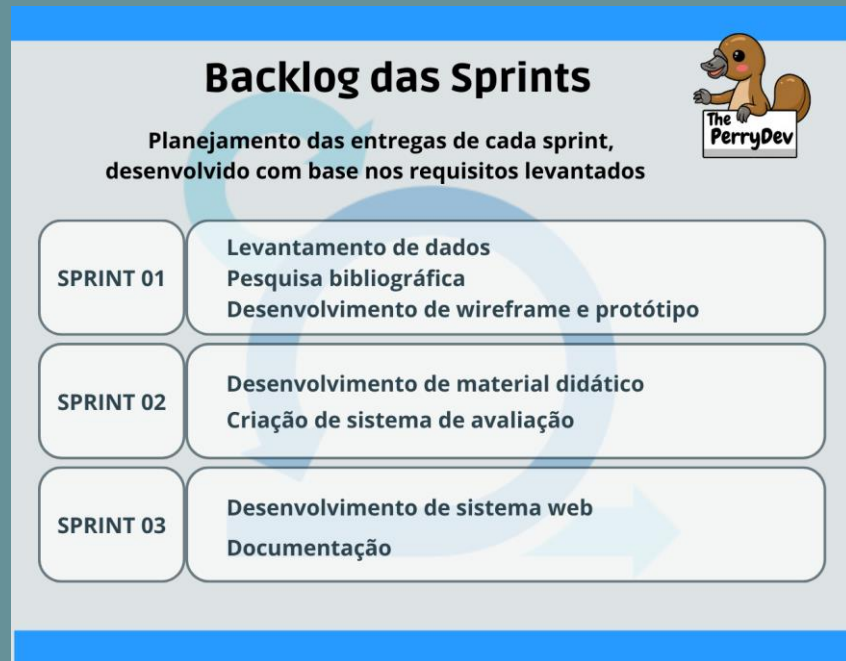 Backlog das Sprints
The
PerryDev
Planejamento das entregas de cada sprint,
desenvolvido com base nos requisitos levantados
SPRINT 01
Levantamento de dados
Pesquisa bibliográfica
Desenvolvimento de wireframe e protótipo
SPRINT 02
Desenvolvimento de material didático
Criação de sistema de avaliação
SPRINT 03
Desenvolvimento de sistema web
Documentação